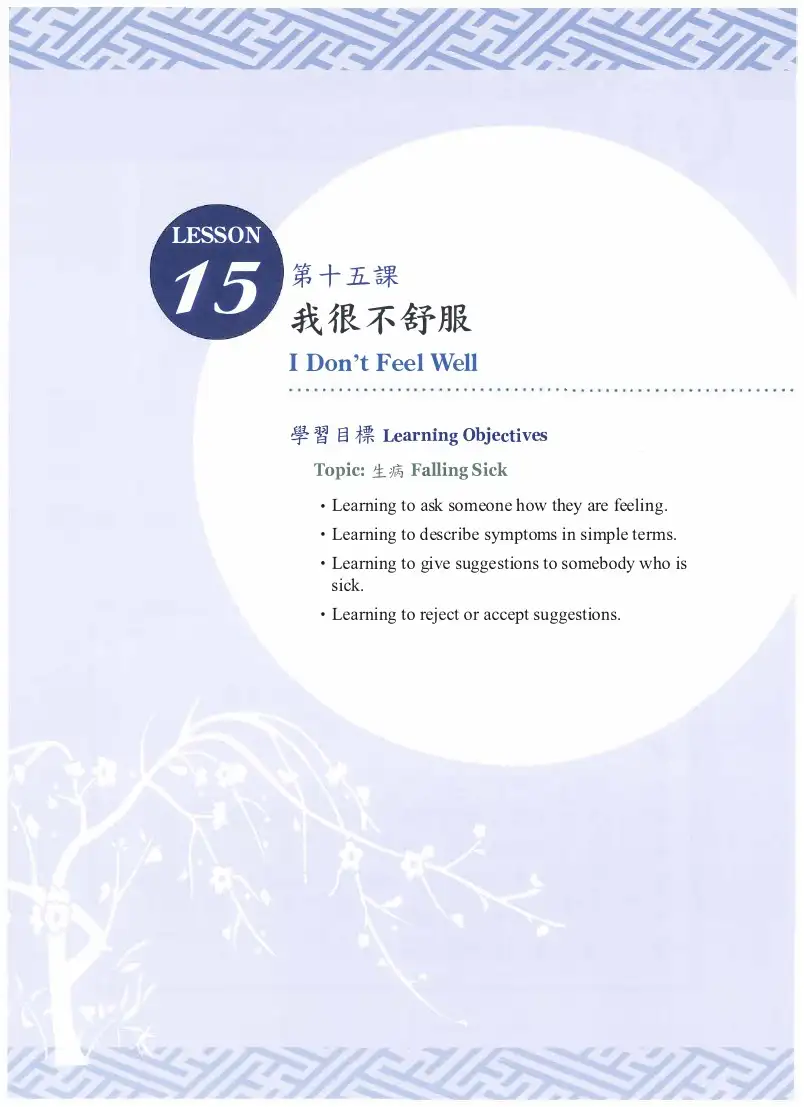 LESSON
15
第十五課
我很不舒服
I Don't Feel Well
學習目標 Learning Objectives
Topic: 生病 Falling Sick
・Learning to ask someone how they are feeling.
・Learning to describe symptoms in simple terms.
・Learning to give suggestions to somebody who is
sick.
・Learning to reject or accept suggestions.